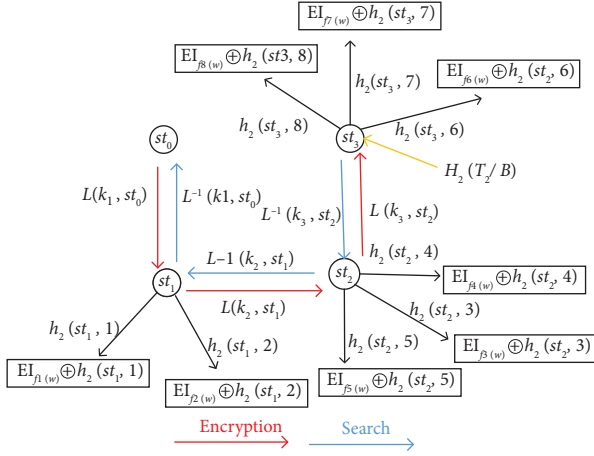 EI_{f7(w)}⊕h_2 (st_3, 7)
EI_{f8(w)}⊕h_2 (st3, 8)
h_2(st_3 , 7)
EI_{f6(w)}⊕h_2 (st_2, 6)
h_2 (st_3 , 8)
h_2 (st_3 , 6)
st_0
st_3
H_2 (T_2/ B)
L(k_1 , st_0)
L^{-1} (k1, st_0)
L^{-1} (k_3 , st_2)
L (k_3 , st_2)
L–1 (k_2 , st_1)
h_2 (st_2 , 4)
st_1
st_2
EI_{f4(w)}⊕h_2 (st_2, 4)
L(k_2 , st_1)
h_2 (st_2 , 3)
h_2 (st_1 , 1)
h_2 (st_1 , 2)
h_2 (st_2 , 5)
EI_{f3(w)}⊕h_2 (st_2, 3)
EI_{f1(w)}⊕h_2 (st_1, 1)
EI_{f2(w)}⊕h_2 (st_1, 2)
EI_{f5(w)}⊕h_2 (st_2, 5)
Encryption
Search